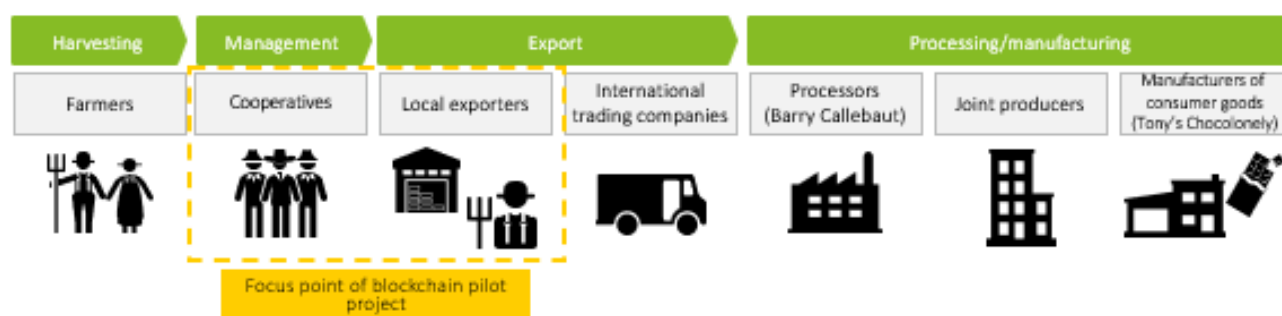 Harvesting
Management
Export
Processing/manufacturing
Farmers
Cooperatives
Local exporters
International
trading companies
Processors
(Barry Callebaut)
Joint producers
Manufacturers of
consumer goods
(Tony's Chocolonely)
Focus point of blockchain pilot
project